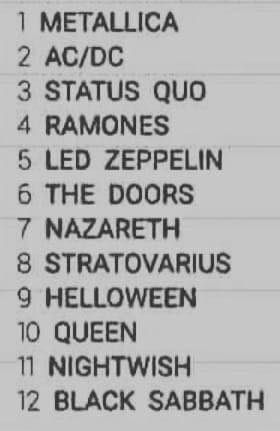 1 METALLICA
2 AC/DC
3 STATUS QUO
4 RAMONES
5 LED ZEPPELIN
6 THE DOORS
7 NAZARETH
8 STRATOVARIUS
9 HELLOWEEN
10 QUEEN
11 NIGHTWISH
12 BLACK SABBATH